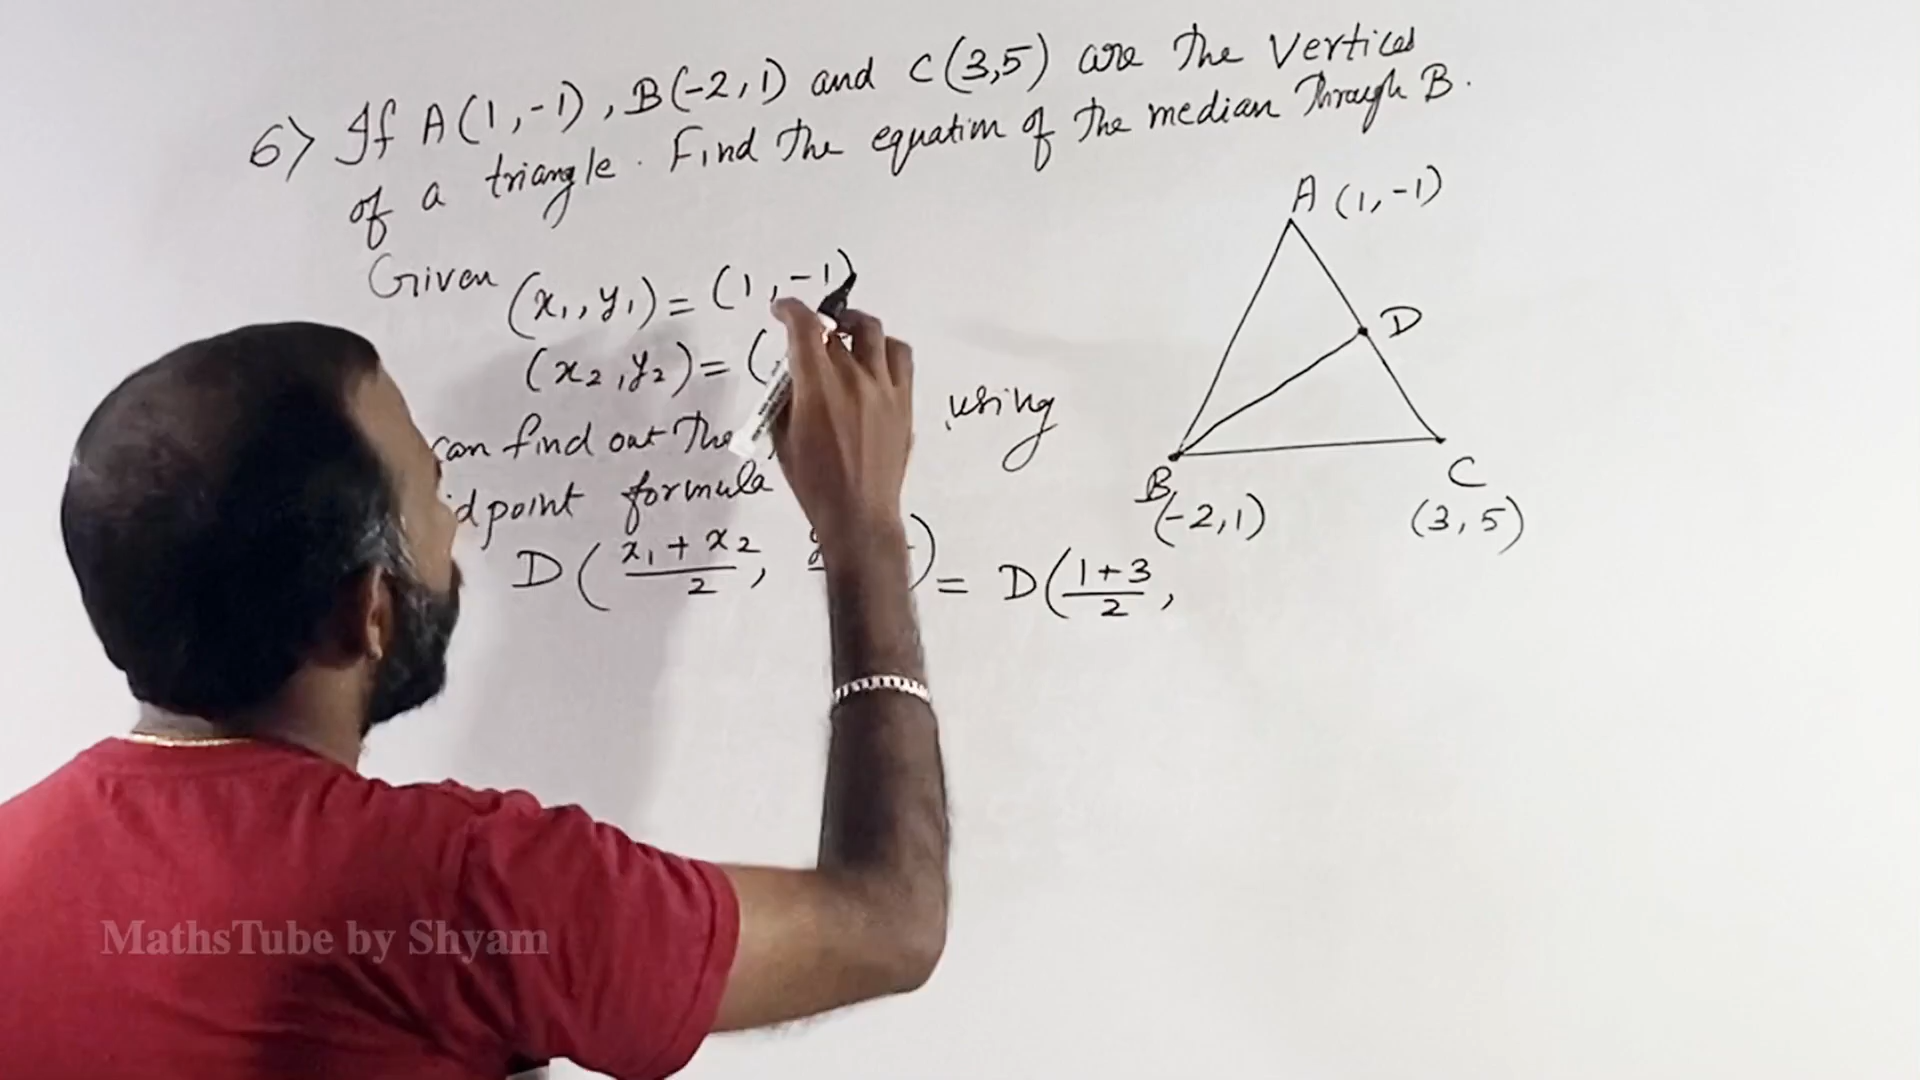 6) If A(1,-1), B(-2,1) and C(3,5) are the vertices
of a triangle. Find the equation of the median through B.
A (1, -1)
Given (x₁, y₁) = (1, -1)
D
(x₂, y₂) = (
can find out the using
point formula
B C
(-2,1) (3,5)
D( x₁+x₂/2, ) = D( 1+3/2,
MathsTube by Shyam